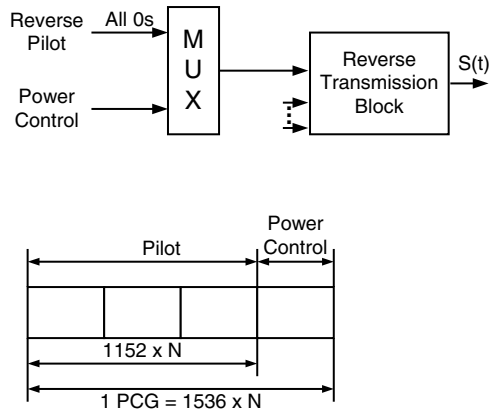 Reverse
Pilot
All 0s
M
U
X
Power
Control
Reverse
Transmission
Block
S(t)
Pilot
Power
Control
1152 x N
1 PCG = 1536 x N